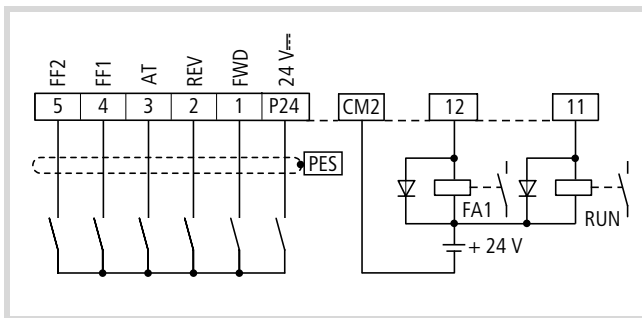 FF2 FF1 AT REV FWD 24 V⎓
5 4 3 2 1 P24 CM2 12 11
PES
FA1 RUN
+ 24 V